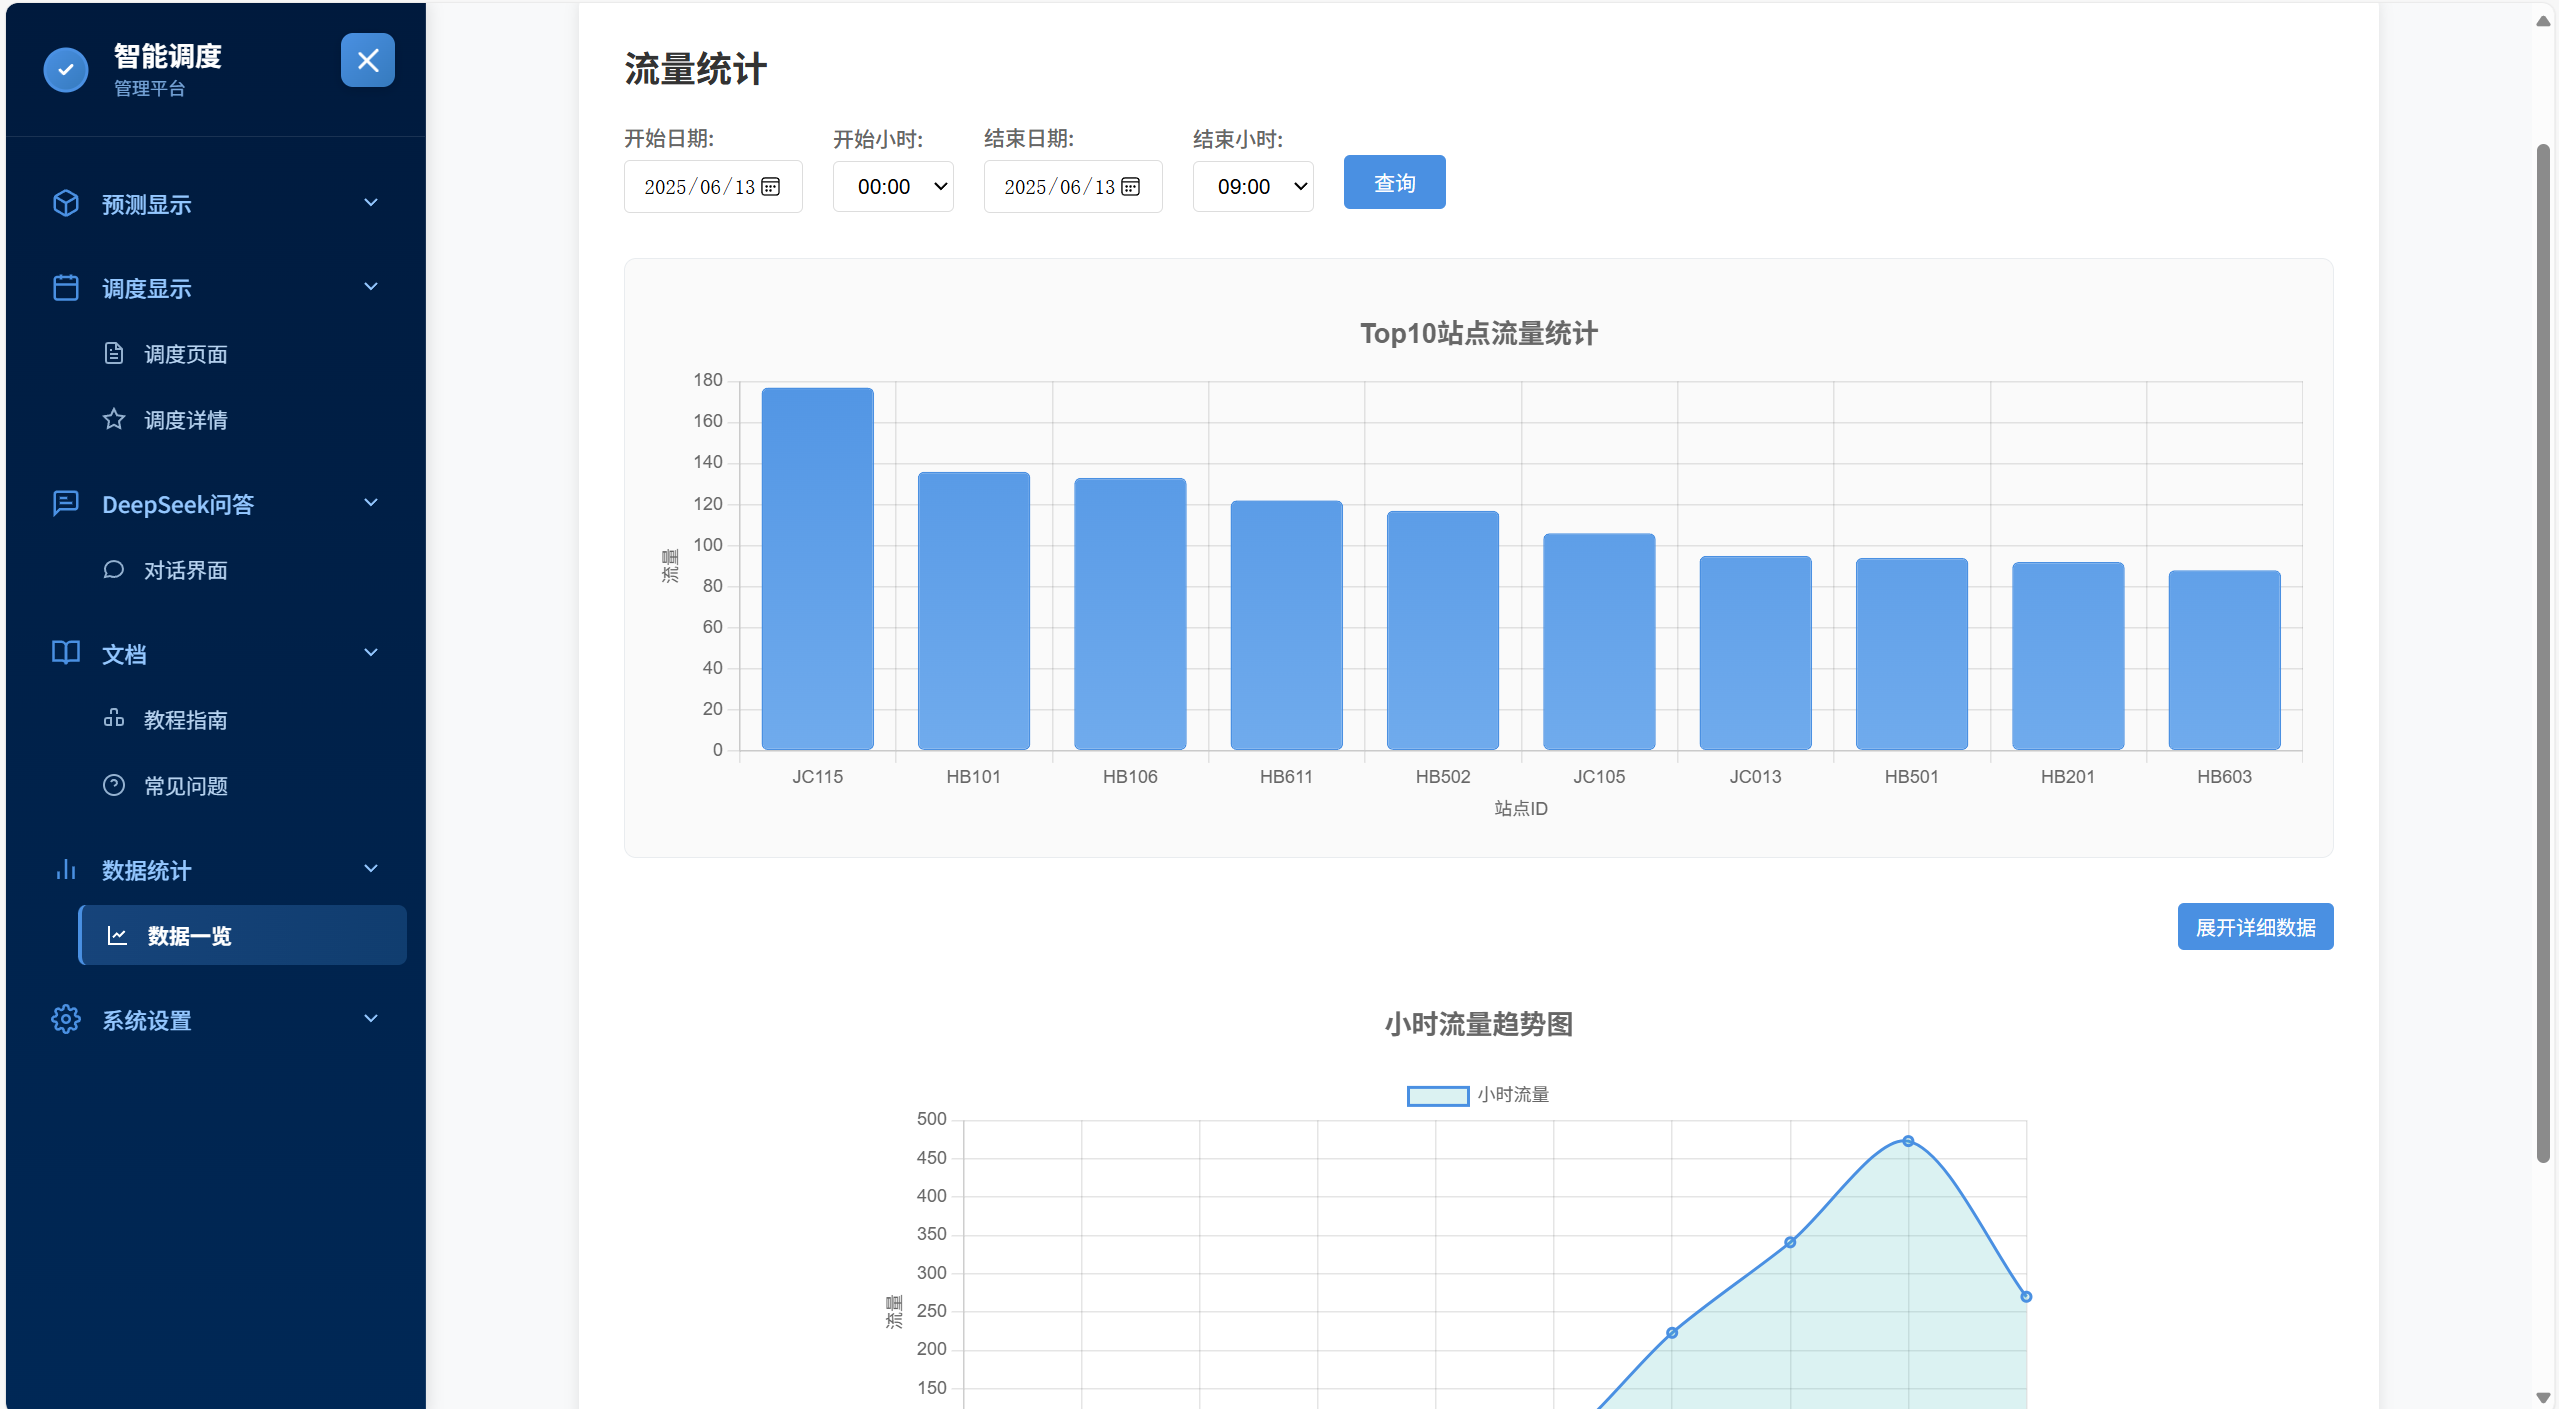 智能调度
管理平台
预测显示
调度显示
调度页面
调度详情
DeepSeek问答
对话界面
文档
教程指南
常见问题
数据统计
数据一览
系统设置
流量统计
开始日期:
开始小时:
结束日期:
结束小时:
2025/06/13
00:00
2025/06/13
09:00
查询
Top10站点流量统计
180
160
140
120
100
80
60
40
20
0
流量
JC115
HB101
HB106
HB611
HB502
JC105
JC013
HB501
HB201
HB603
站点ID
展开详细数据
小时流量趋势图
小时流量
500
450
400
350
300
250
200
150
流量